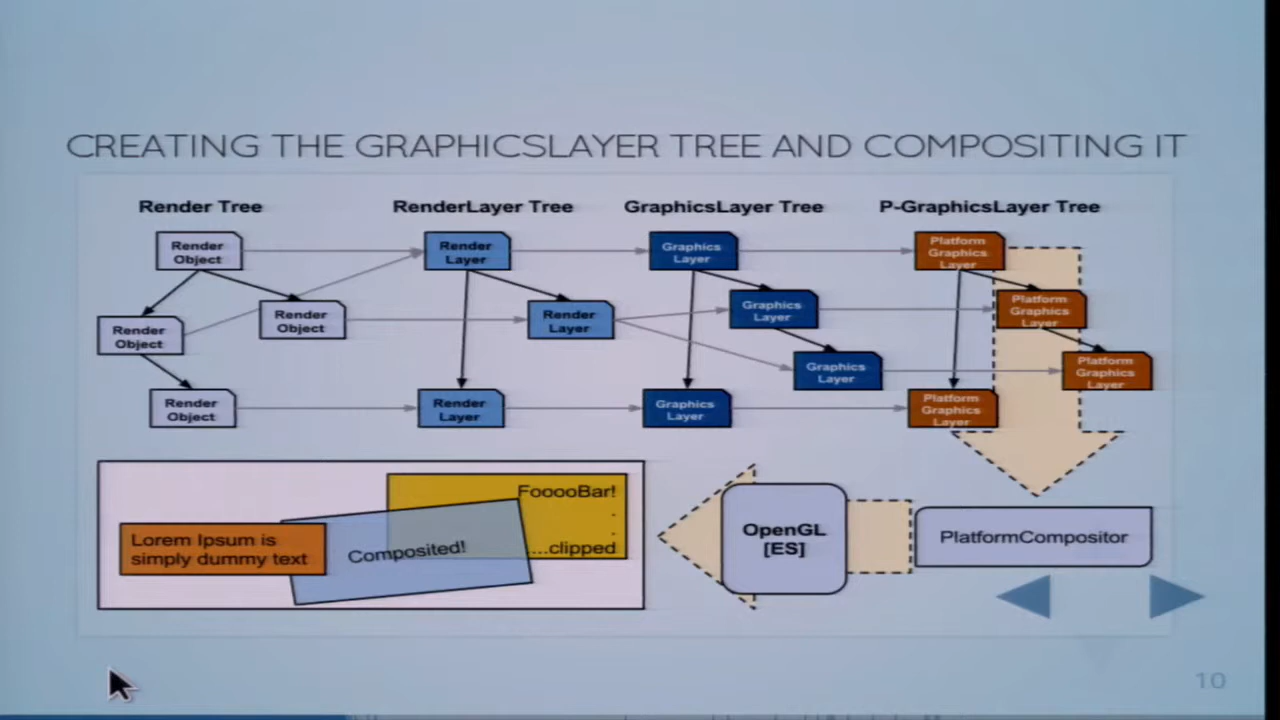 CREATING THE GRAPHICSLAYER TREE AND COMPOSITING IT
Render Tree
RenderLayer Tree
GraphicsLayer Tree
P-GraphicsLayer Tree
Render
Object
Render
Layer
Graphics
Layer
Platform
Graphics
Layer
Render
Object
Render
Object
Render
Layer
Graphics
Layer
Platform
Graphics
Layer
Graphics
Layer
Platform
Graphics
Layer
Render
Object
Render
Layer
Graphics
Layer
Platform
Graphics
Layer
FooooBar!
.
.
....clipped
Lorem Ipsum is
simply dummy text
Composited!
OpenGL
[ES]
PlatformCompositor
10